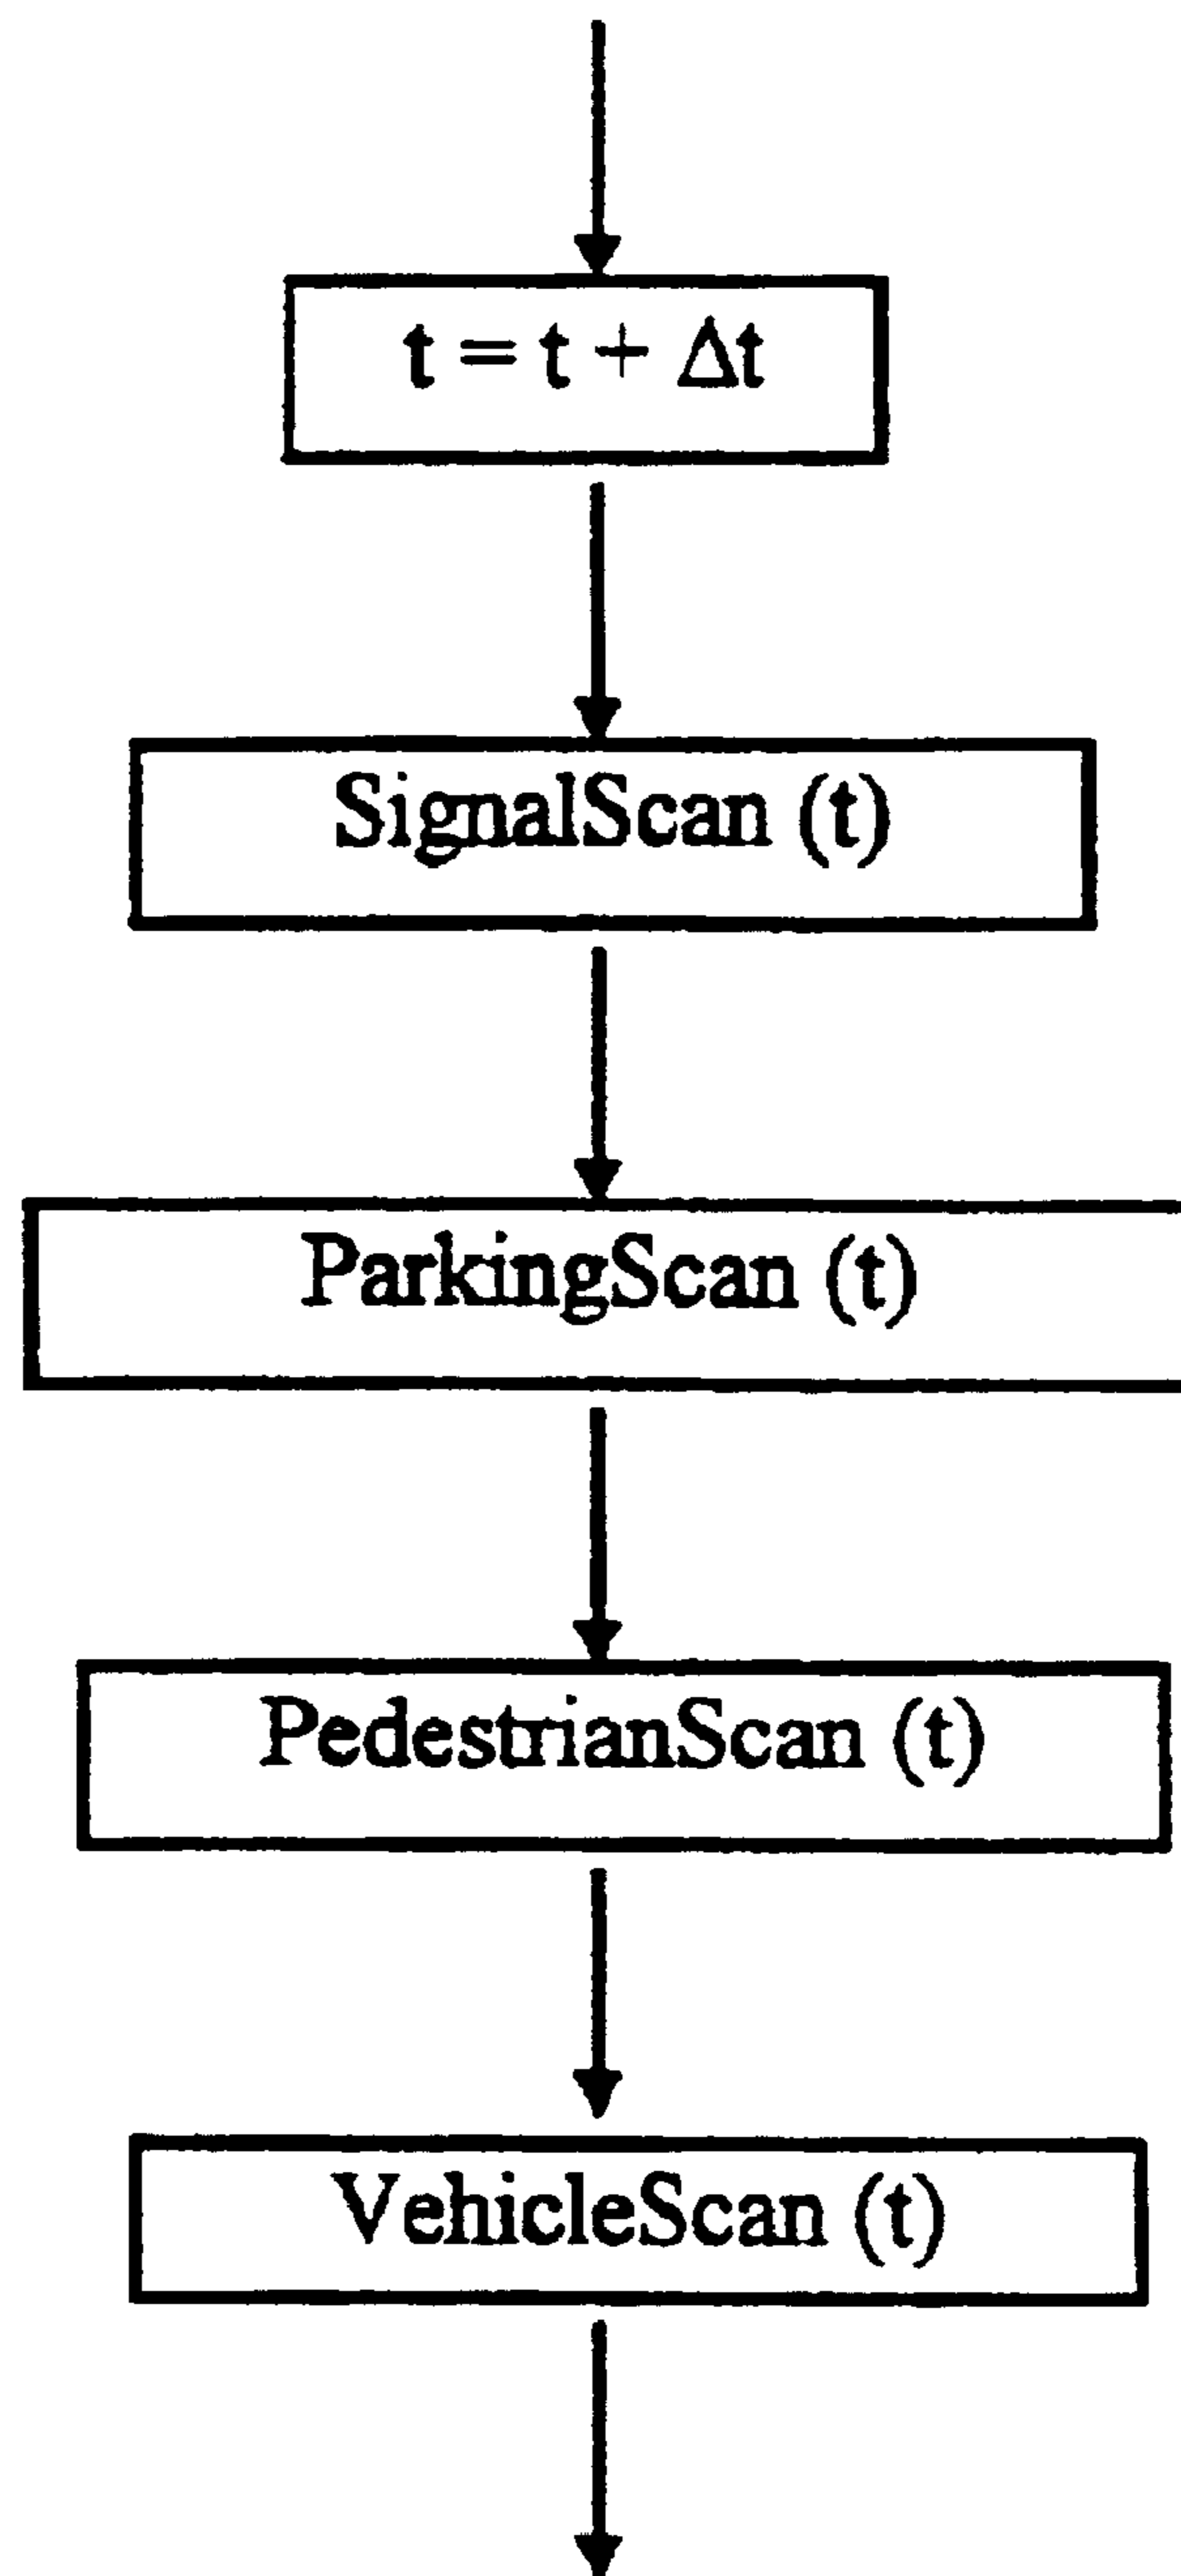 t = t + Δt
SignalScan (t)
ParkingScan (t)
PedestrianScan (t)
VehicleScan (t)